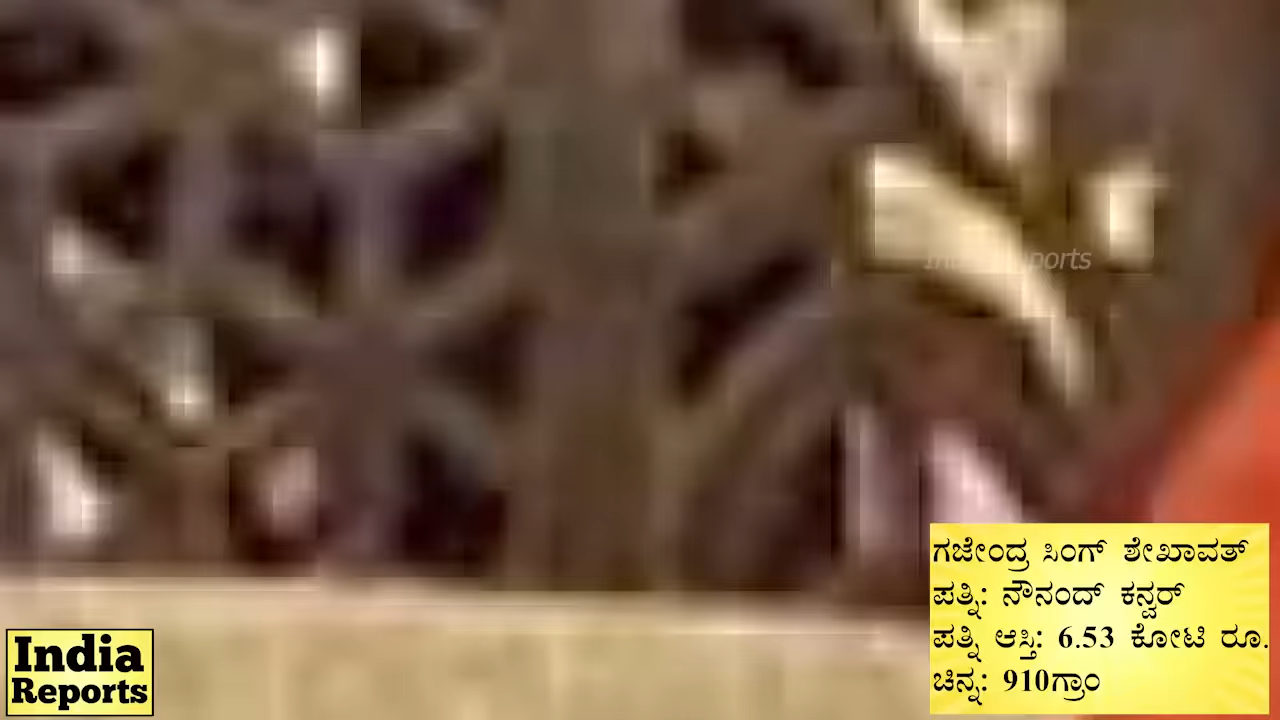 India Reports
ಗಜೇಂದ್ರ ಸಿಂಗ್ ಶೇಖಾವತ್
ಪತ್ನಿ: ನೌನಂದ್ ಕನ್ವರ್
ಪತ್ನಿ ಆಸ್ತಿ: 6.53 ಕೋಟಿ ರೂ.
ಚಿನ್ನ: 910ಗ್ರಾಂ
India
Reports